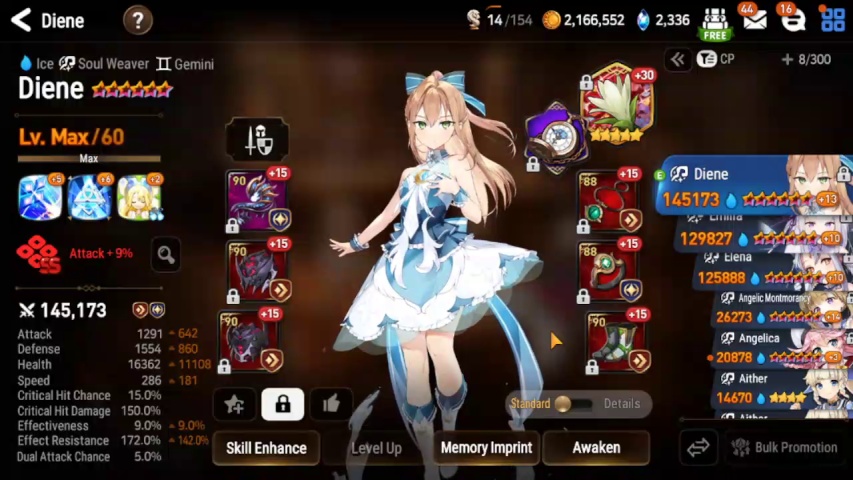 Diene
?
14/154
2,166,552
2,336
FREE
44
16
Ice Soul Weaver Gemini
Diene
Lv. Max/60
Max
+5
+6
+2
SS
Attack + 9%
145,173
Attack 1291 642
Defense 1554 860
Health 16362 11108
Speed 286 181
Critical Hit Chance 15.0%
Critical Hit Damage 150.0%
Effectiveness 9.0% 9.0%
Effect Resistance 172.0% 142.0%
Dual Attack Chance 5.0%
90 +15
90 +15
90 +15
+30
88 +15
88 +15
90 +15
Standard Details
Skill Enhance
Level Up
Memory Imprint
Awaken
CP
+ 8/300
E
Diene
145173 +13
Emilia
129827 +10
Elena
125888 +10
Angelic Montmorancy
26273
Angelica
20878 +3
Aither
14670
Aither
Bulk Promotion